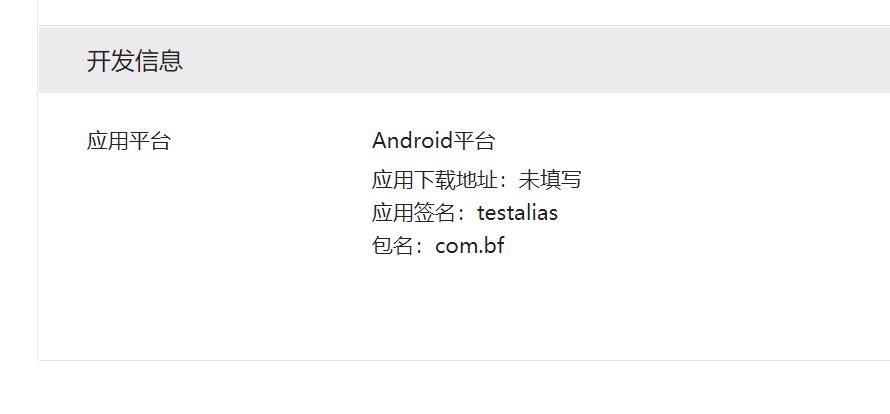 开发信息
应用平台
Android平台
应用下载地址：未填写
应用签名：testalias
包名：com.bf